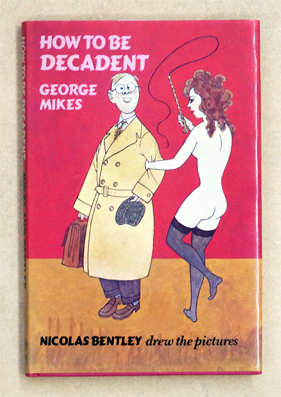 HOW TO BE
DECADENT
GEORGE
MIKES
NICOLAS BENTLEY drew the pictures